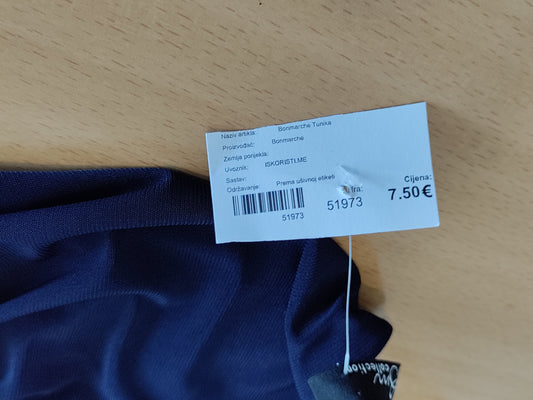 Naziv artikla: Bonmarche Tunika
Proizvođač: Bonmarche
Zemlja porijekla:
Uvoznik: ISKORISTI.ME
Sastav:
Održavanje: Prema ušivnoj etiketi
51973
fra:
51973
Cijena:
7.50€
collection